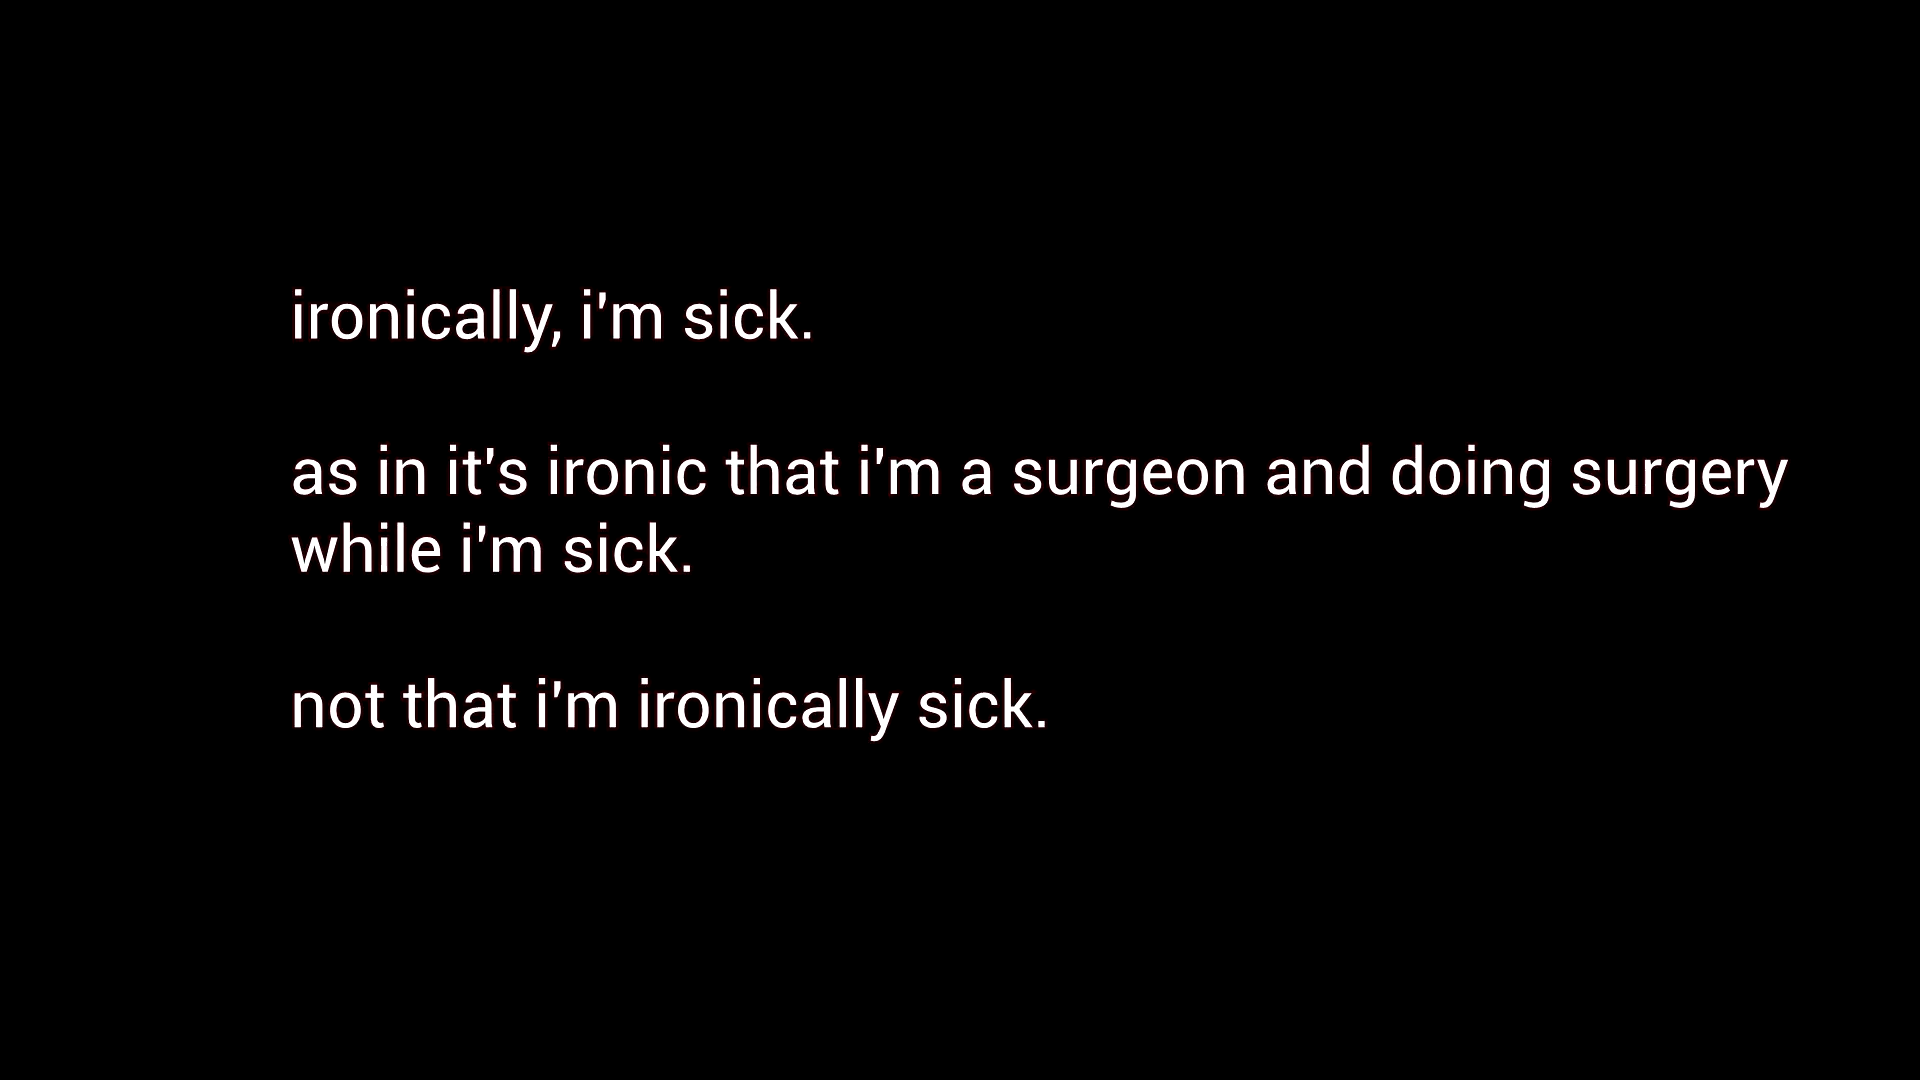 ironically, i'm sick.
as in it's ironic that i'm a surgeon and doing surgery
while i'm sick.
not that i'm ironically sick.